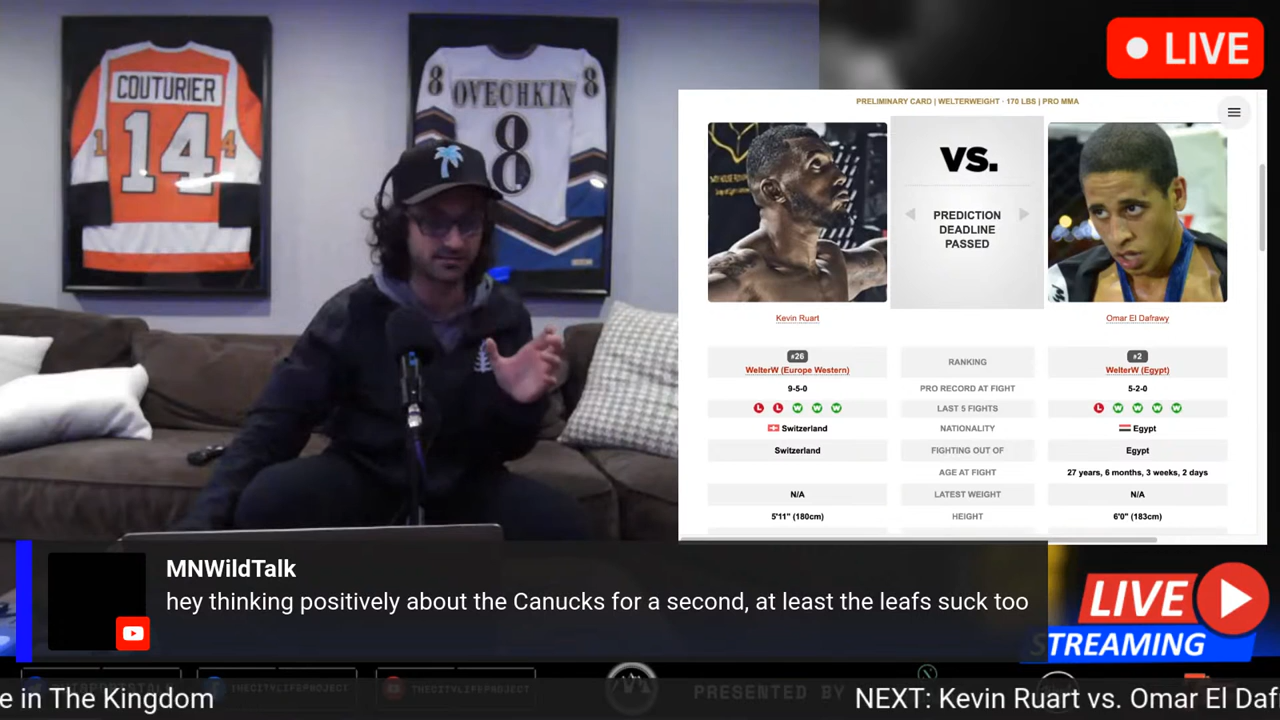 COUTURIER
14
14
4
8
8
OVECHKIN
8
LIVE
PRELIMINARY CARD | WELTERWEIGHT · 170 LBS | PRO MMA
VS.
PREDICTION
DEADLINE
PASSED
Kevin Ruart
Omar El Dafrawy
#26
RANKING
#2
WelterW (Europe Western)
WelterW (Egypt)
9-5-0
PRO RECORD AT FIGHT
5-2-0
L L W W W
LAST 5 FIGHTS
L W W W W
Switzerland
NATIONALITY
Egypt
Switzerland
FIGHTING OUT OF
Egypt
AGE AT FIGHT
27 years, 6 months, 3 weeks, 2 days
N/A
LATEST WEIGHT
N/A
5'11" (180cm)
HEIGHT
6'0" (183cm)
MNWildTalk
hey thinking positively about the Canucks for a second, at least the leafs suck too
LIVE
STREAMING
THECITYLIFEPROJECT
THECITYLIFEPROJECT
PRESENTED BY
e in The Kingdom
NEXT: Kevin Ruart vs. Omar El Daf